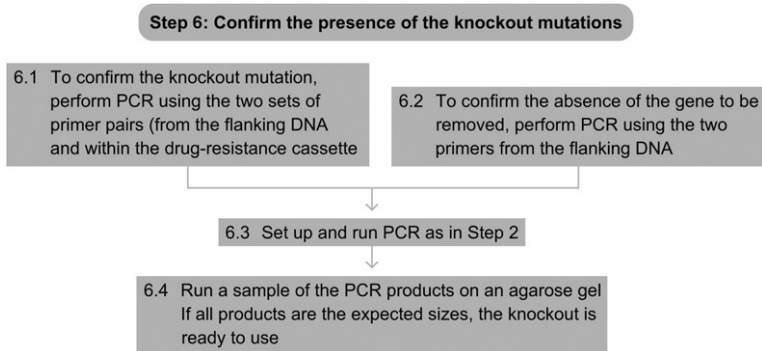 Step 6: Confirm the presence of the knockout mutations
6.1 To confirm the knockout mutation,
perform PCR using the two sets of
primer pairs (from the flanking DNA
and within the drug-resistance cassette
6.2 To confirm the absence of the gene to be
removed, perform PCR using the two
primers from the flanking DNA
6.3 Set up and run PCR as in Step 2
6.4 Run a sample of the PCR products on an agarose gel
If all products are the expected sizes, the knockout is
ready to use